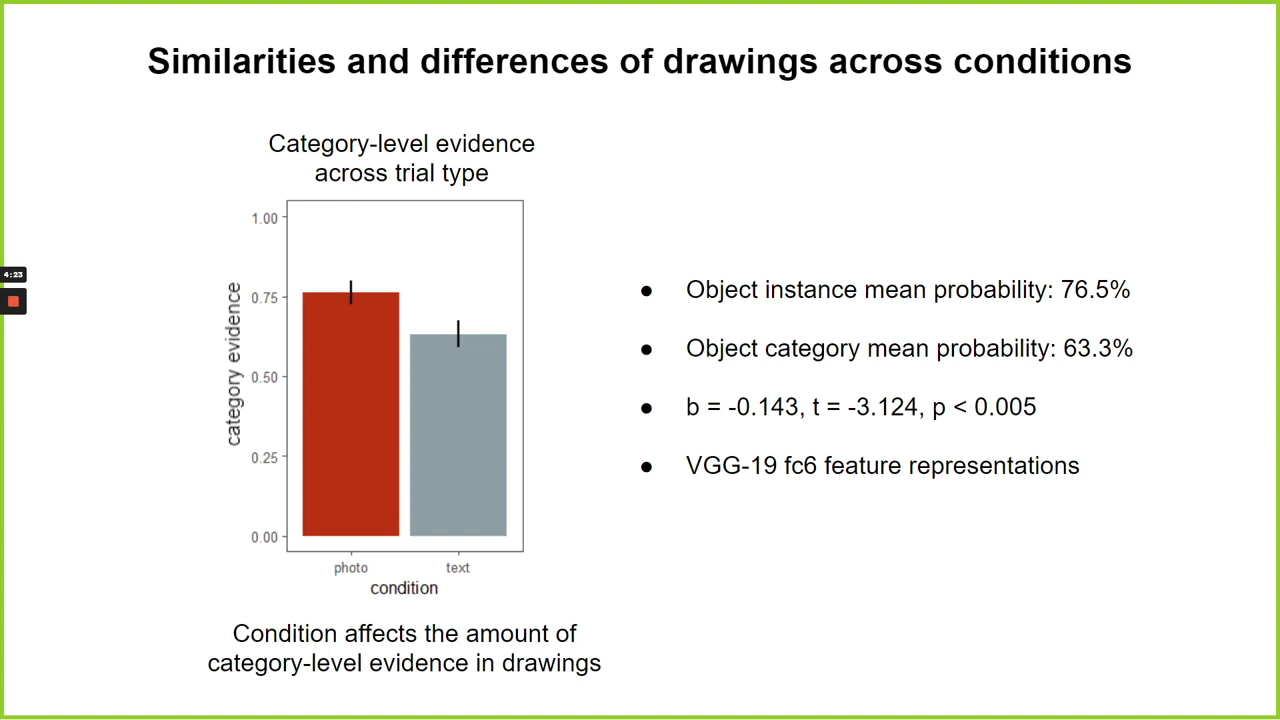 Similarities and differences of drawings across conditions
Category-level evidence
across trial type
1.00
0.75
0.50
0.25
0.00
category evidence
photo
text
condition
Condition affects the amount of
category-level evidence in drawings
● Object instance mean probability: 76.5%
● Object category mean probability: 63.3%
● b = -0.143, t = -3.124, p < 0.005
● VGG-19 fc6 feature representations
4:23